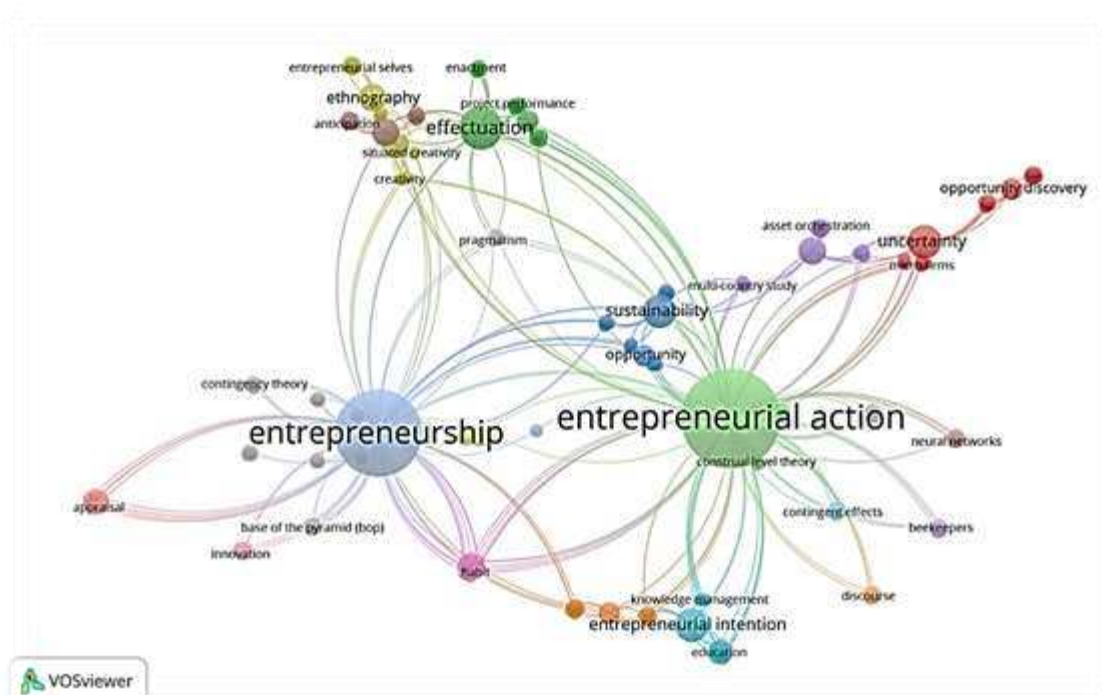 entrepreneurial selves
enactment
ethnography
project performance
anticipation
effectuation
situated creativity
creativity
opportunity discovery
asset orchestration
pragmatism
uncertainty
firms
multi-country study
sustainability
opportunity
contingency theory
entrepreneurial action
entrepreneurship
neural networks
construal level theory
appraisal
contingent effects
base of the pyramid (bop)
beekeepers
innovation
habit
discourse
knowledge management
entrepreneurial intention
education
VOSviewer